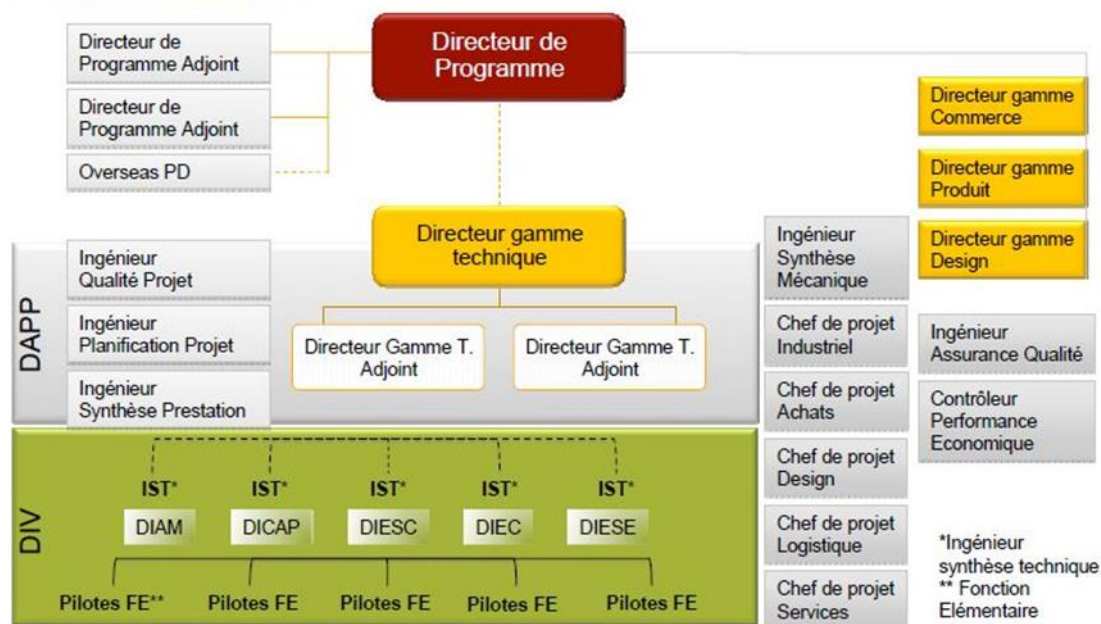 Directeur de
Programme
Directeur de
Programme Adjoint
Directeur de
Programme Adjoint
Overseas PD
Directeur gamme
Commerce
Directeur gamme
Produit
Directeur gamme
Design
Directeur gamme
technique
DAPP
Ingénieur
Qualité Projet
Ingénieur
Planification Projet
Ingénieur
Synthèse Prestation
Directeur Gamme T.
Adjoint
Directeur Gamme T.
Adjoint
Ingénieur
Synthèse
Mécanique
Chef de projet
Industriel
Chef de projet
Achats
Chef de projet
Design
Chef de projet
Logistique
Chef de projet
Services
Ingénieur
Assurance Qualité
Contrôleur
Performance
Economique
DIV
IST* IST* IST* IST* IST*
DIAM DICAP DIESC DIEC DIESE
Pilotes FE** Pilotes FE Pilotes FE Pilotes FE Pilotes FE
*Ingénieur
synthèse technique
** Fonction
Elémentaire